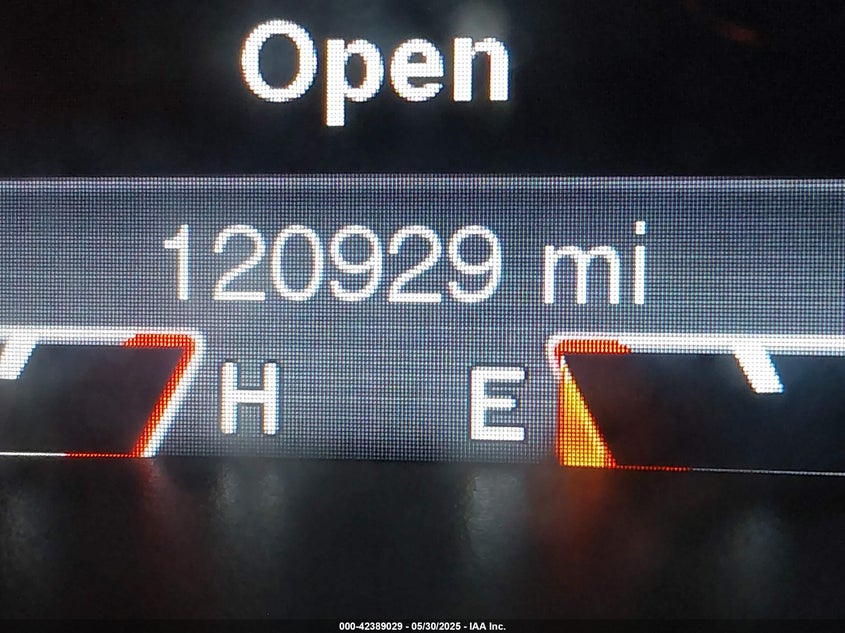 Open
120929 mi
H E
000-42389029 - 05/30/2025 - IAA Inc.